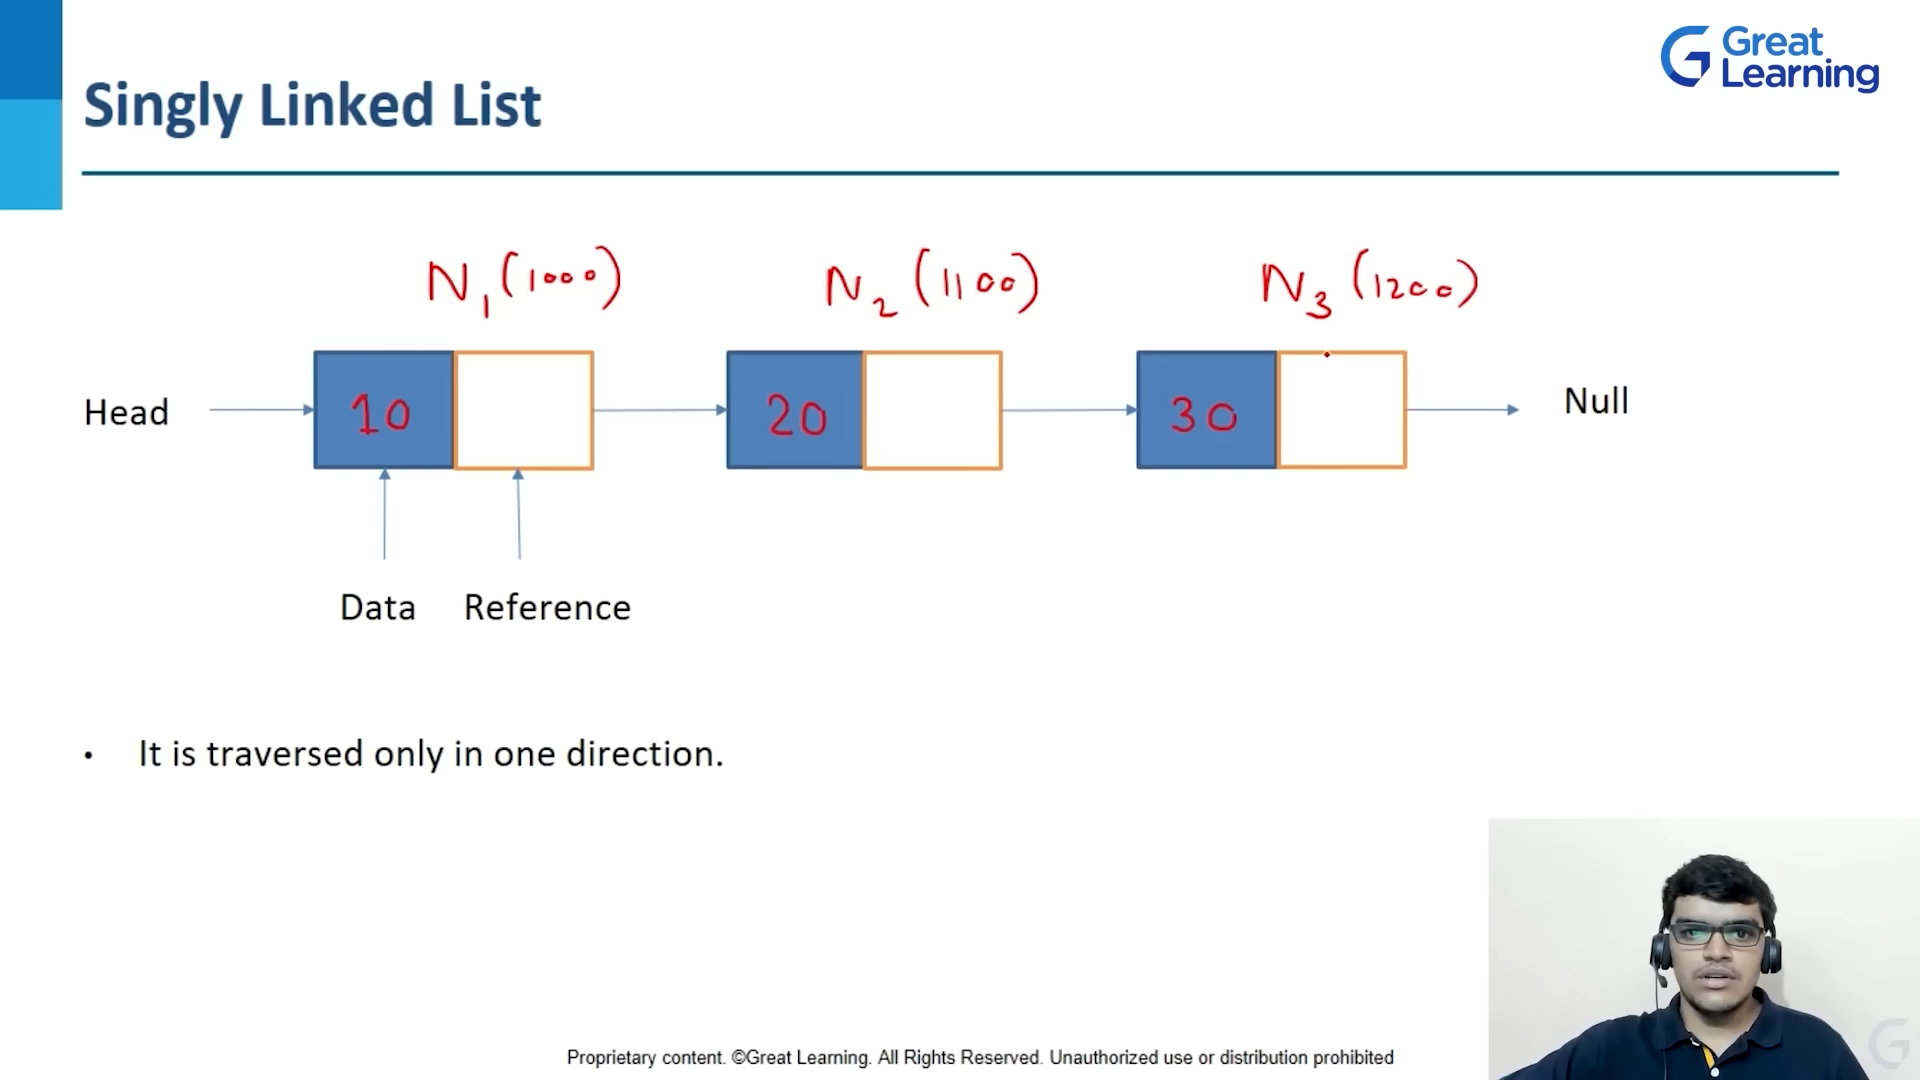 Great
Learning
Singly Linked List
N1 (1000) N2 (1100) N3 (1200)
Head 10 20 30 Null
Data Reference
• It is traversed only in one direction.
Proprietary content. ©Great Learning. All Rights Reserved. Unauthorized use or distribution prohibited